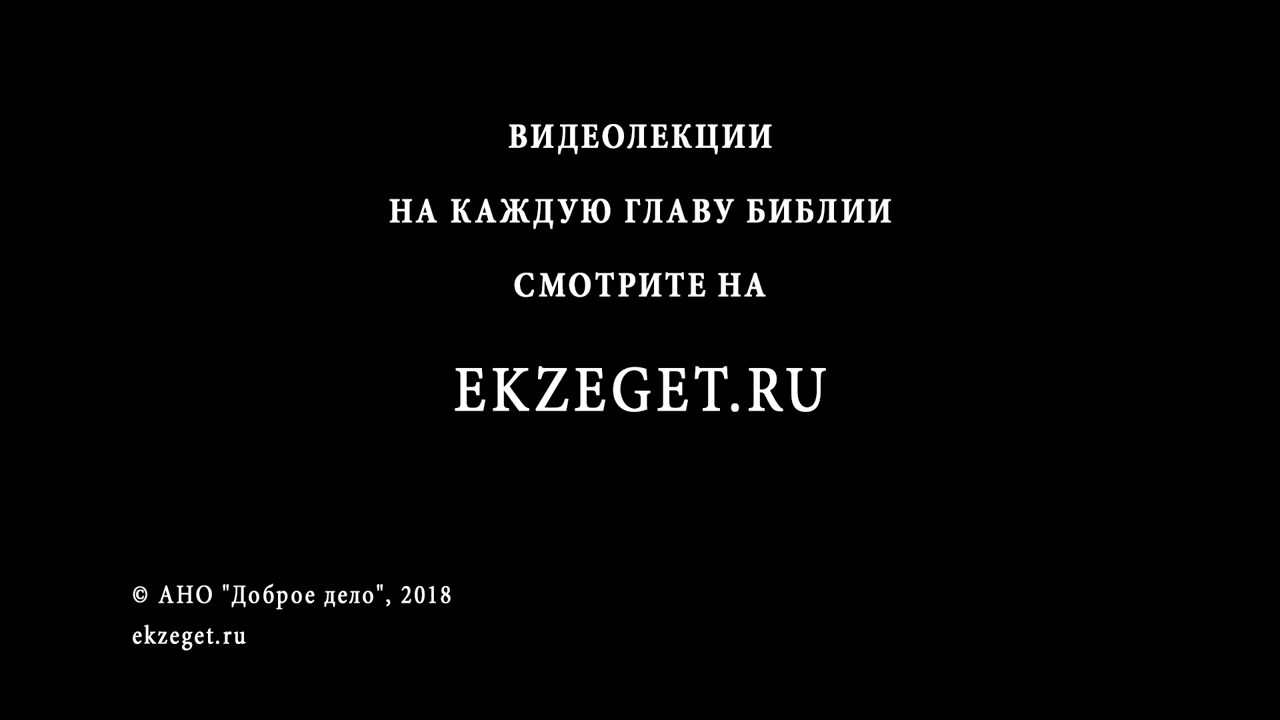 ВИДЕОЛЕКЦИИ
НА КАЖДУЮ ГЛАВУ БИБЛИИ
СМОТРИТЕ НА
EKZEGET.RU
© АНО "Доброе дело", 2018
ekzeget.ru